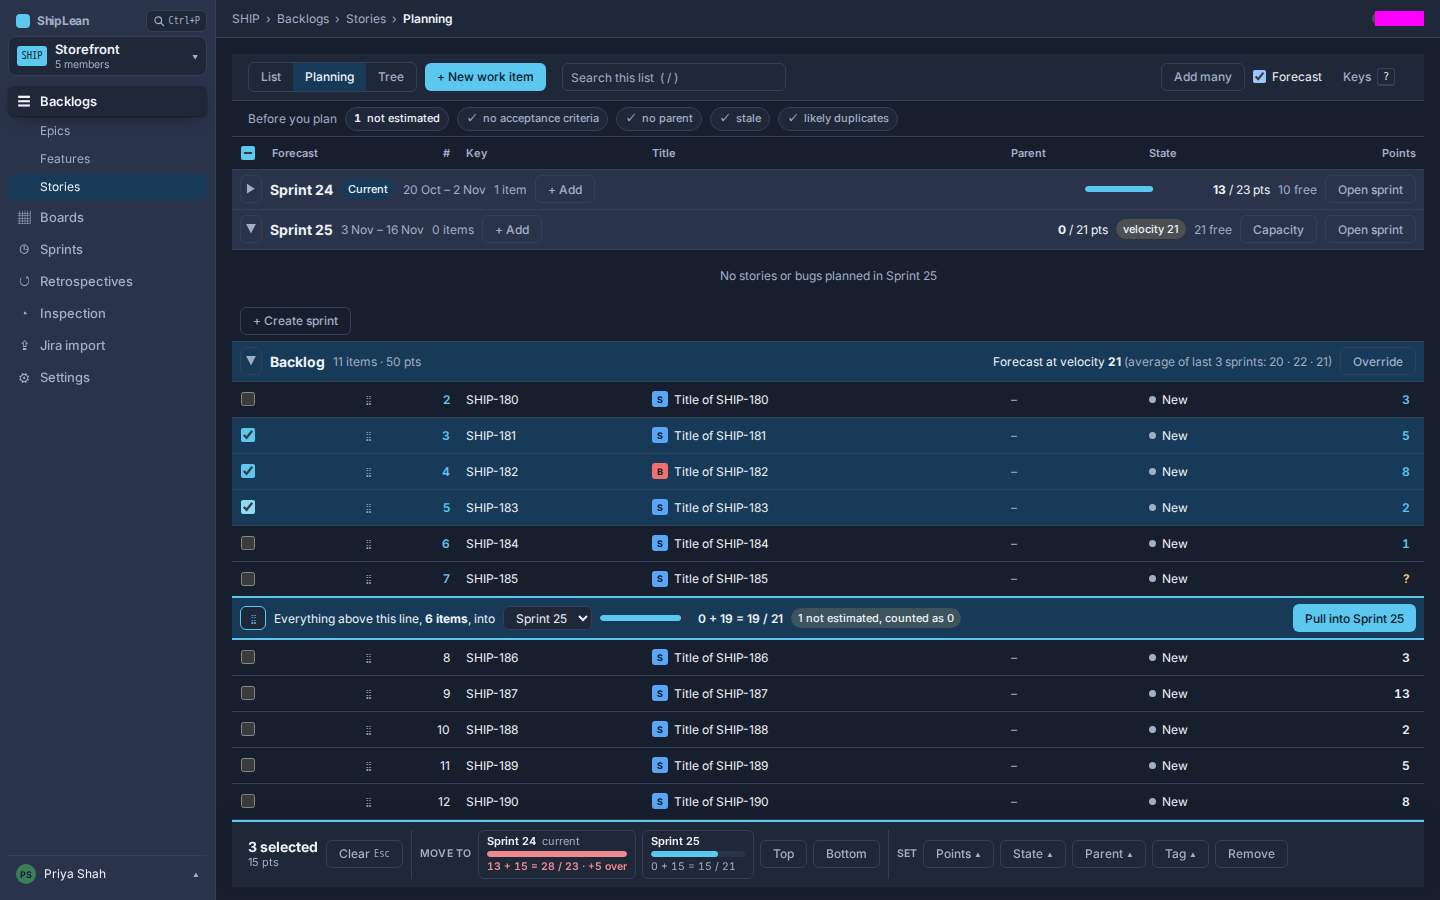 ShipLean Ctrl+P
SHIP Storefront
5 members
Backlogs
Epics
Features
Stories
Boards
Sprints
Retrospectives
Inspection
Jira import
Settings
PS Priya Shah
SHIP › Backlogs › Stories › Planning
List Planning Tree + New work item Search this list ( / ) Add many Forecast Keys ?
Before you plan 1 not estimated ✓ no acceptance criteria ✓ no parent ✓ stale ✓ likely duplicates
Forecast # Key Title Parent State Points
Sprint 24 Current 20 Oct – 2 Nov 1 item + Add 13 / 23 pts 10 free Open sprint
Sprint 25 3 Nov – 16 Nov 0 items + Add 0 / 21 pts velocity 21 21 free Capacity Open sprint
No stories or bugs planned in Sprint 25
+ Create sprint
Backlog 11 items · 50 pts Forecast at velocity 21 (average of last 3 sprints: 20 · 22 · 21) Override
2 SHIP-180 S Title of SHIP-180 – New 3
3 SHIP-181 S Title of SHIP-181 – New 5
4 SHIP-182 B Title of SHIP-182 – New 8
5 SHIP-183 S Title of SHIP-183 – New 2
6 SHIP-184 S Title of SHIP-184 – New 1
7 SHIP-185 S Title of SHIP-185 – New ?
Everything above this line, 6 items, into Sprint 25 0 + 19 = 19 / 21 1 not estimated, counted as 0 Pull into Sprint 25
8 SHIP-186 S Title of SHIP-186 – New 3
9 SHIP-187 S Title of SHIP-187 – New 13
10 SHIP-188 S Title of SHIP-188 – New 2
11 SHIP-189 S Title of SHIP-189 – New 5
12 SHIP-190 S Title of SHIP-190 – New 8
3 selected
15 pts
Clear Esc
MOVE TO
Sprint 24 current
13 + 15 = 28 / 23 · +5 over
Sprint 25
0 + 15 = 15 / 21
Top Bottom SET Points State Parent Tag Remove